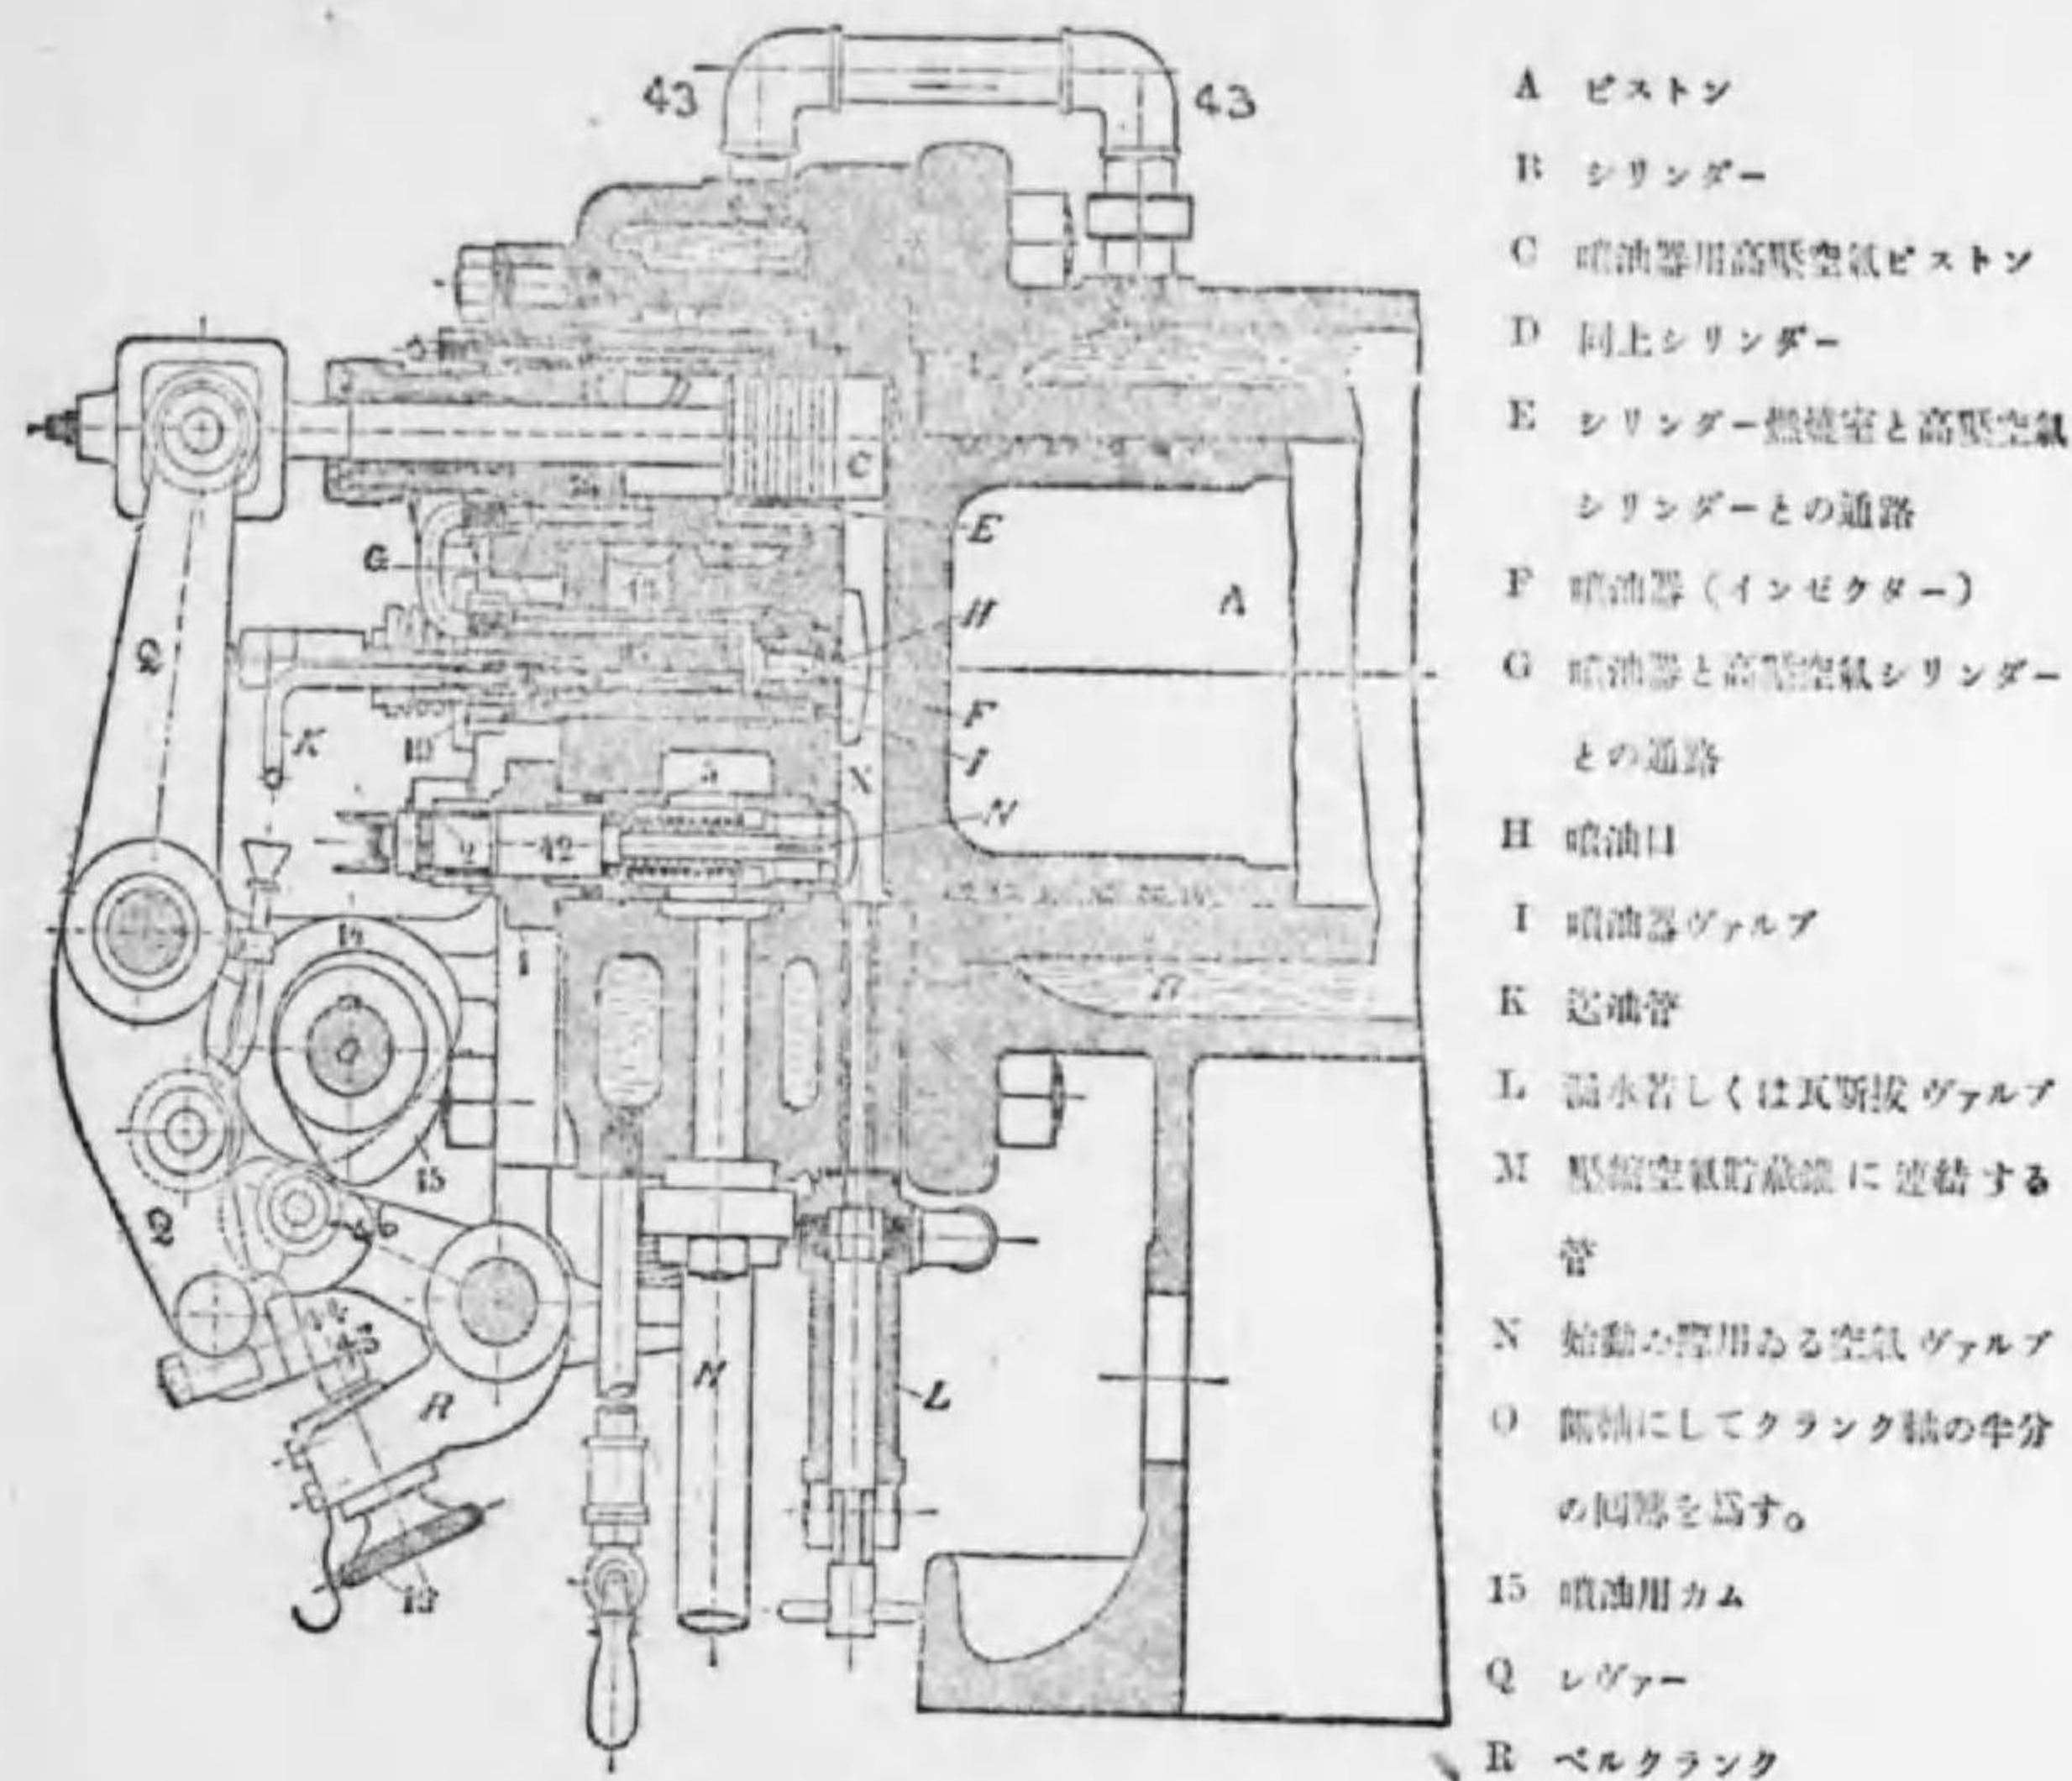 43 43
C
E
G
A
H
Q
F
K
I
N
42
14
15
Q
43
M
L
R
A ピストン
B シリンダー
C 噴油器用高壓空氣ピストン
D 同上シリンダー
E シリンダー燃燒室と高壓空氣
シリンダーとの通路
F 噴油器(インゼクター)
G 噴油器と高壓空氣シリンダー
との通路
H 噴油口
I 噴油器ヴァルブ
K 送油管
L 漏水若しくは瓦斯拔ヴァルブ
M 壓縮空氣貯藏罐に連結する
管
N 始動の際用ゐる空氣ヴァルブ
O にしてクランク軸の半分
の囘轉を爲す。
15 噴油用カム
Q レヴァー
R ベルクランク